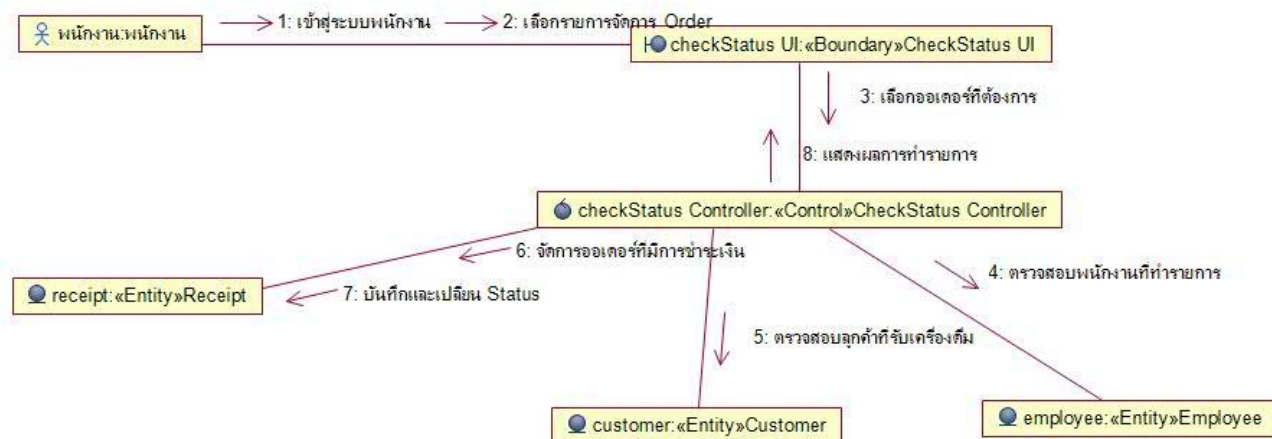 1: เข้าสู่ระบบพนักงาน
2: เลือกรายการจัดการ Order
พนักงาน:พนักงาน
checkStatus UI:«Boundary»CheckStatus UI
3: เลือกออเดอร์ที่ต้องการ
8: แสดงผลการทำรายการ
checkStatus Controller:«Control»CheckStatus Controller
6: จัดการออเดอร์ที่มีการชำระเงิน
4: ตรวจสอบพนักงานที่ทำรายการ
receipt:«Entity»Receipt
7: บันทึกและเปลี่ยน Status
5: ตรวจสอบลูกค้าที่รับเครื่องดื่ม
customer:«Entity»Customer
employee:«Entity»Employee